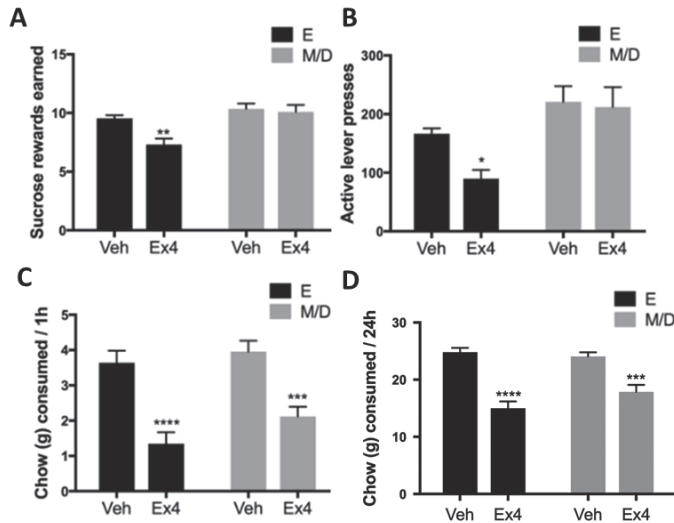 A
E
M/D
Sucrose rewards earned
15
10
5
0
**
Veh Ex4 Veh Ex4
B
E
M/D
Active lever presses
300
200
100
0
*
Veh Ex4 Veh Ex4
C
E
M/D
Chow (g) consumed / 1h
5
4
3
2
1
0
****
***
Veh Ex4 Veh Ex4
D
E
M/D
Chow (g) consumed / 24h
30
20
10
0
****
***
Veh Ex4 Veh Ex4